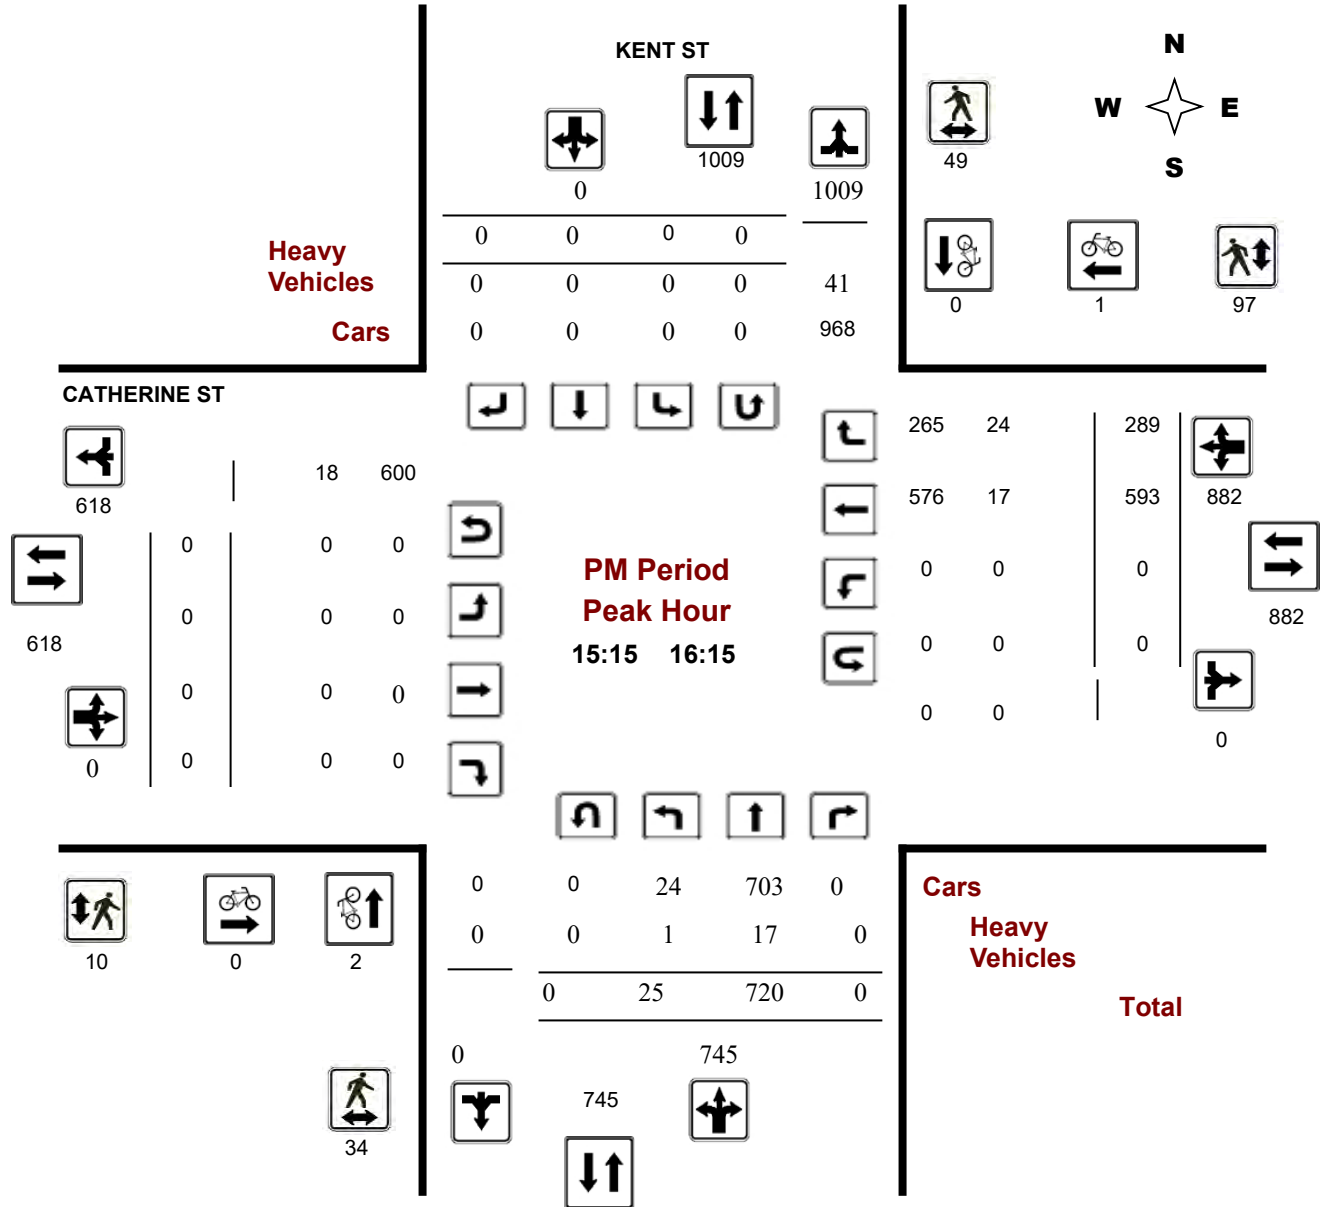 KENT ST
N
W E
S
1009
49
0
1009
0 0 0 0
Heavy
Vehicles
0 0 0 0 41
Cars
0 0 0 0 968
0 1 97
CATHERINE ST
265 24 289
18 600
618
576 17 593 882
0 0 0
PM Period
0 0 0
Peak Hour
882
0 0 0
618
15:15 16:15
0 0 0
0 0 0
0 0
0
0 0 0
0
0 0 24 703 0
Cars
0 0 1 17 0
Heavy
Vehicles
10 0 2
0 25 720 0
Total
0 745
745
34